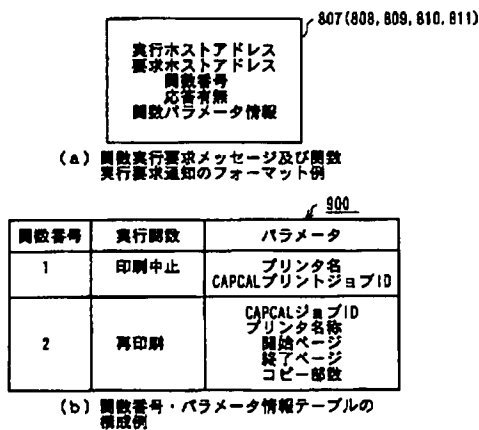 807(808, 809, 810, 811)
実行ホストアドレス
要求ホストアドレス
関数番号
応答有無
関数パラメータ情報
(a) 関数実行要求メッセージ及び関数
実行要求通知のフォーマット例
900
関数番号 実行関数 パラメータ
1 印刷中止 プリンタ名
CAPCALプリントジョブID
2 再印刷 CAPCALジョブID
プリンタ名称
開始ページ
終了ページ
コピー部数
(b) 関数番号・パラメータ情報テーブルの
構成例